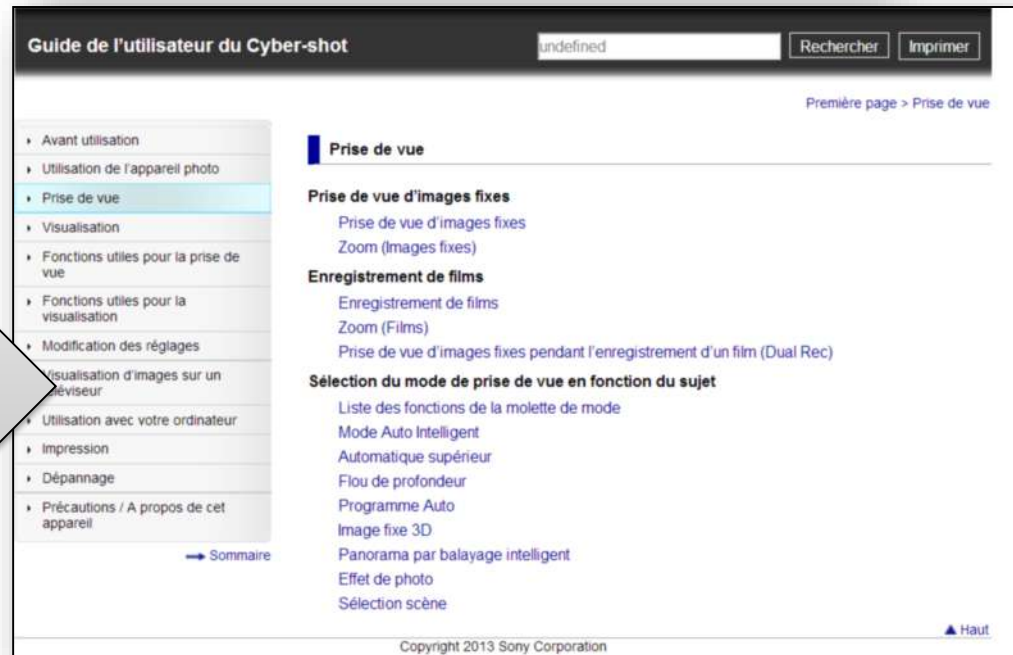 Guide de l'utilisateur du Cyber-shot
undefined
Rechercher
Imprimer
Première page > Prise de vue
Avant utilisation
Utilisation de l'appareil photo
Prise de vue
Visualisation
Fonctions utiles pour la prise de
vue
Fonctions utiles pour la
visualisation
Modification des réglages
Visualisation d'images sur un
téléviseur
Utilisation avec votre ordinateur
Impression
Dépannage
Précautions / A propos de cet
appareil
Sommaire
Prise de vue
Prise de vue d'images fixes
Prise de vue d'images fixes
Zoom (Images fixes)
Enregistrement de films
Enregistrement de films
Zoom (Films)
Prise de vue d'images fixes pendant l'enregistrement d'un film (Dual Rec)
Sélection du mode de prise de vue en fonction du sujet
Liste des fonctions de la molette de mode
Mode Auto Intelligent
Automatique supérieur
Flou de profondeur
Programme Auto
Image fixe 3D
Panorama par balayage intelligent
Effet de photo
Sélection scène
Haut
Copyright 2013 Sony Corporation